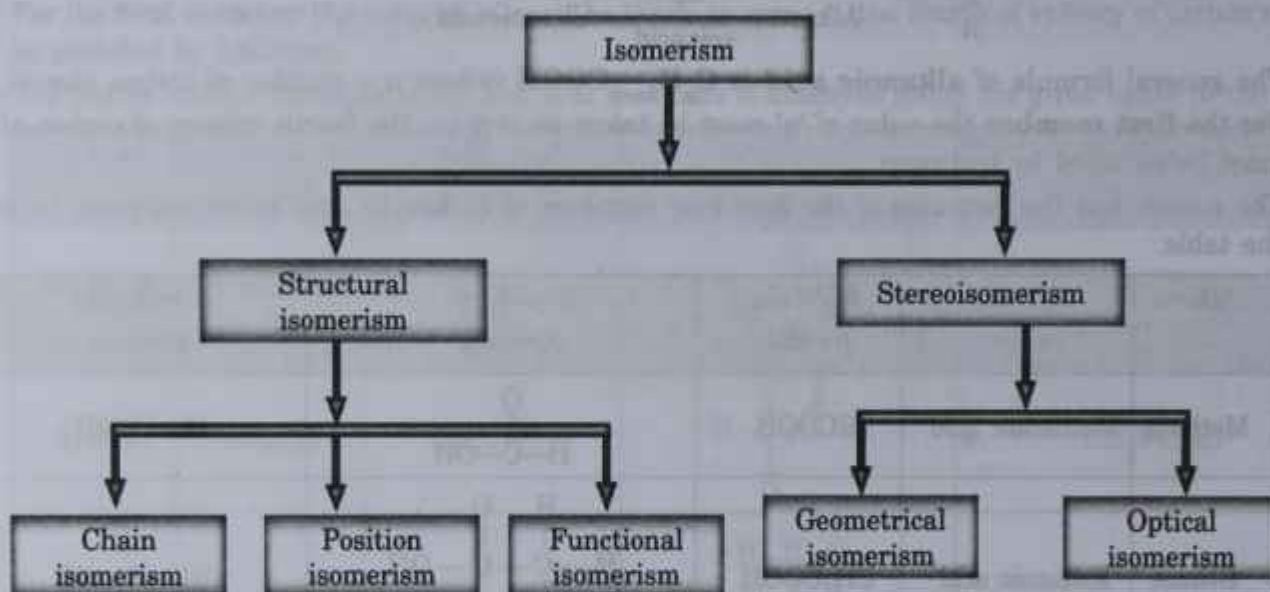 Isomerism
Structural
isomerism
Stereoisomerism
Chain
isomerism
Position
isomerism
Functional
isomerism
Geometrical
isomerism
Optical
isomerism